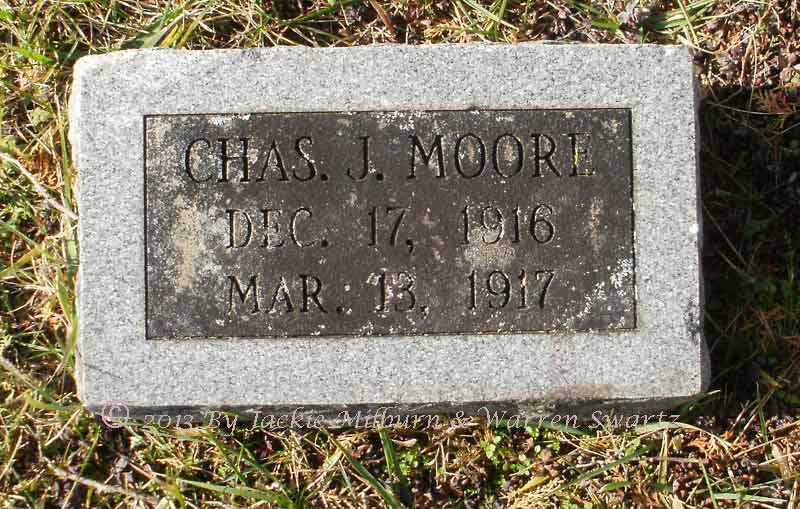 CHAS. J. MOORE
DEC. 17, 1916
MAR. 13, 1917
© 2013 By Jackie Milburn & Warren Swartz